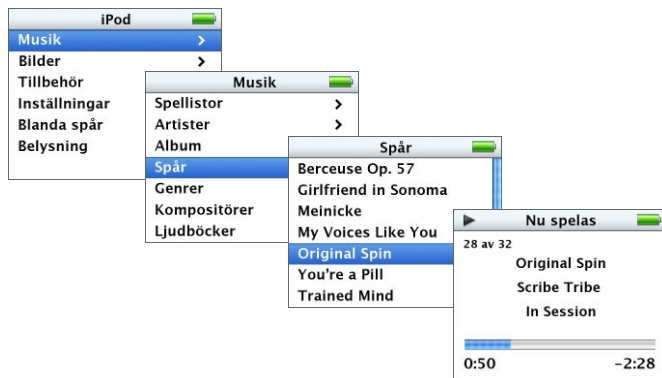 iPod
Musik
Bilder
Tillbehör
Inställningar
Blanda spår
Belysning
Musik
Spellistor
Artister
Album
Spår
Genrer
Kompositörer
Ljudböcker
Spår
Berceuse Op. 57
Girlfriend in Sonoma
Meinicke
My Voices Like You
Original Spin
You're a Pill
Trained Mind
Nu spelas
28 av 32
Original Spin
Scribe Tribe
In Session
0:50 -2:28